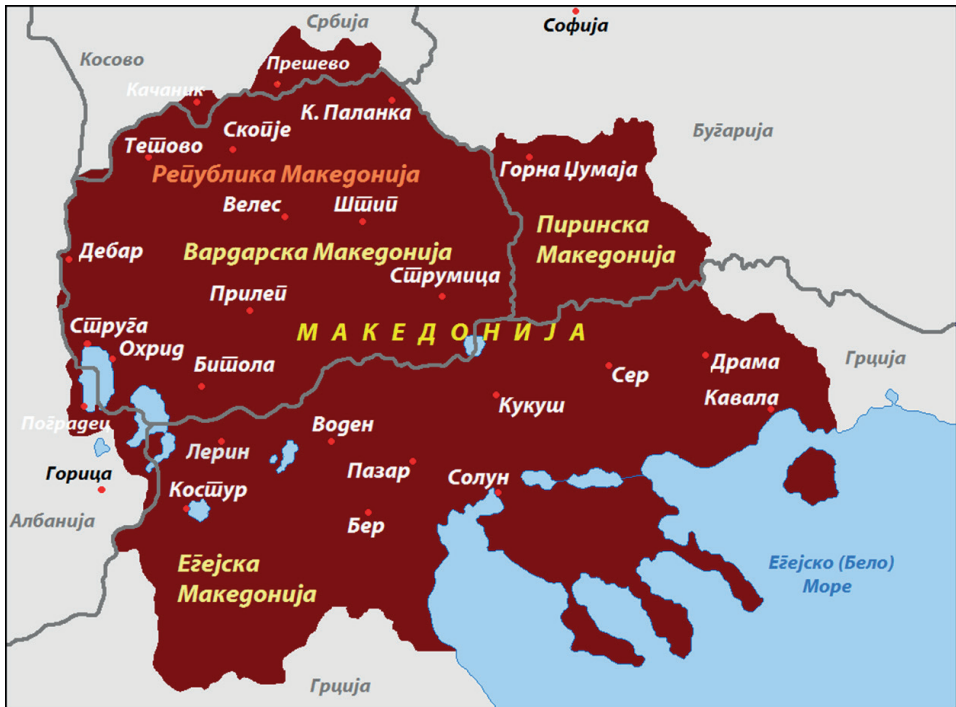 Србија
Софија
Косово
Прешево
Качаник
К. Паланка
Бугарија
Скопје
Тетово
Горна Џумаја
Република Македонија
Велес
Штип
Пиринска
Македонија
Дебар
Вардарска Македонија
Струмица
Прилеп
Струга
МАКЕДОНИЈА
Охрид
Битола
Сер
Драма
Грција
Кавала
Кукуш
Поградец
Лерин
Воден
Пазар
Солун
Горица
Костур
Албанија
Бер
Егејска
Македонија
Егејско (Бело)
Море
Грција